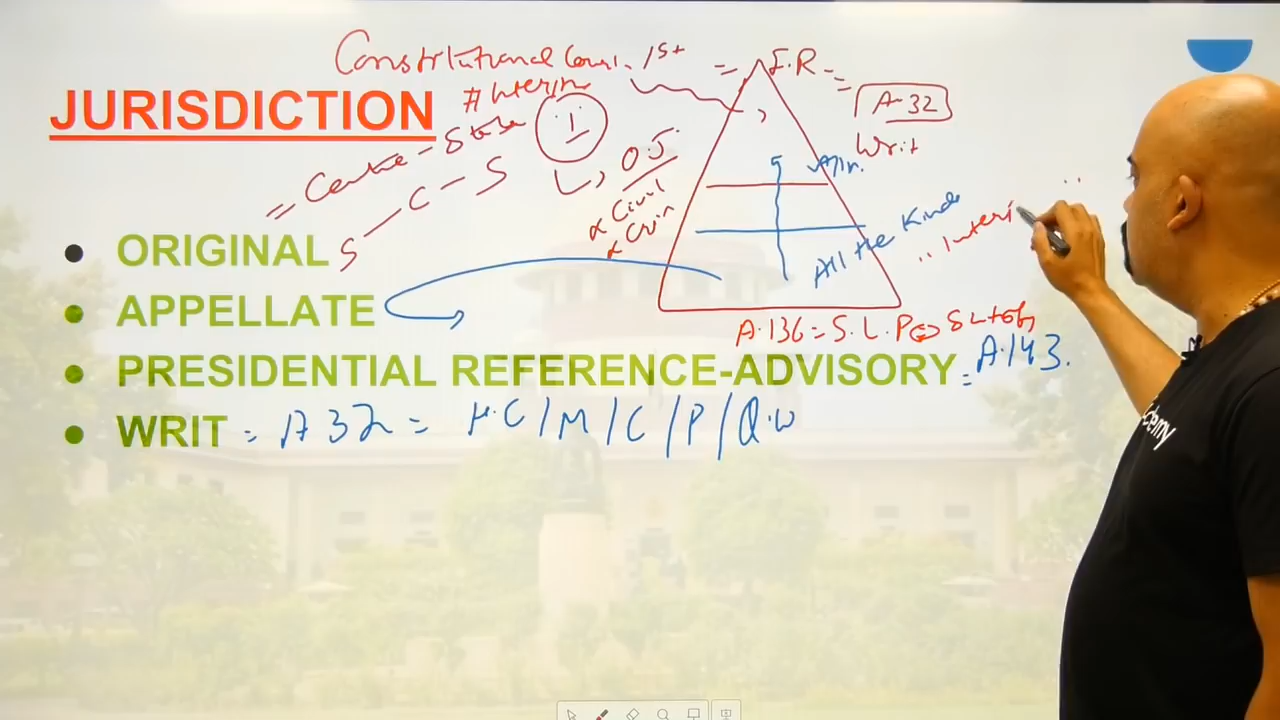 Constitutional Court. 1st
= F.R =
JURISDICTION
# Interim
A-32
Writ
= Centre - State
1
S - C - S
O.S
× Civil
× Crim
All the Kinds
.. Interi
• ORIGINAL
• APPELLATE
A.136 = S.L.P
• PRESIDENTIAL REFERENCE-ADVISORY = A.143.
• WRIT = A 32 = H.C/M/C/P/Q.W
demy